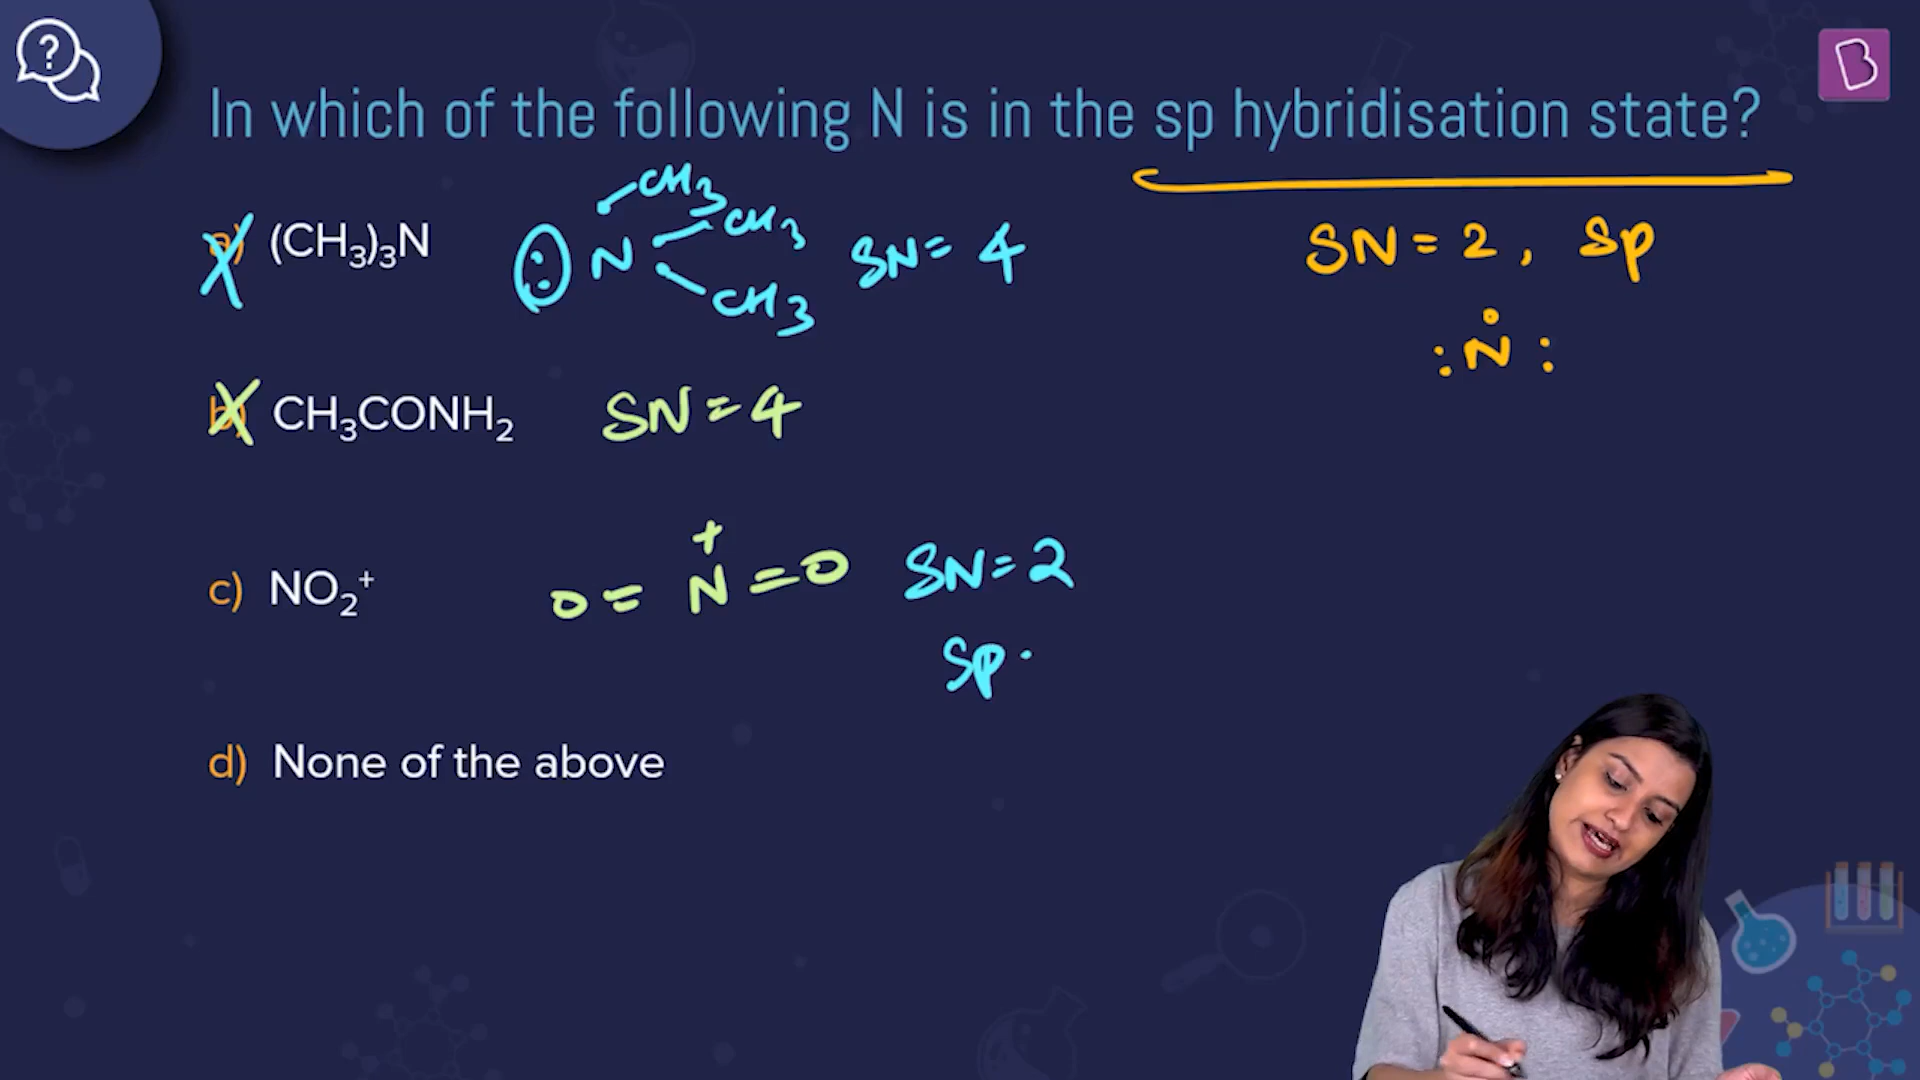 In which of the following N is in the sp hybridisation state?
a) (CH₃)₃N
:N CH₃ CH₃ CH₃
SN = 4
SN = 2, sp
:N:
b) CH₃CONH₂ SN = 4
c) NO₂⁺
O = N⁺ = O SN = 2
sp.
d) None of the above
B